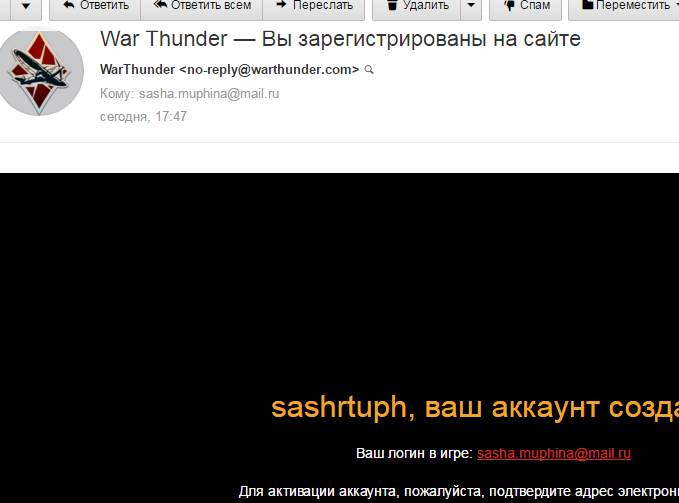 Ответить Ответить всем Переслать Удалить Спам Переместить
War Thunder — Вы зарегистрированы на сайте
WarThunder <no-reply@warthunder.com>
Кому: sasha.muphina@mail.ru
сегодня, 17:47
sashrtuph, ваш аккаунт созда
Ваш логин в игре: sasha.muphina@mail.ru
Для активации аккаунта, пожалуйста, подтвердите адрес электрон